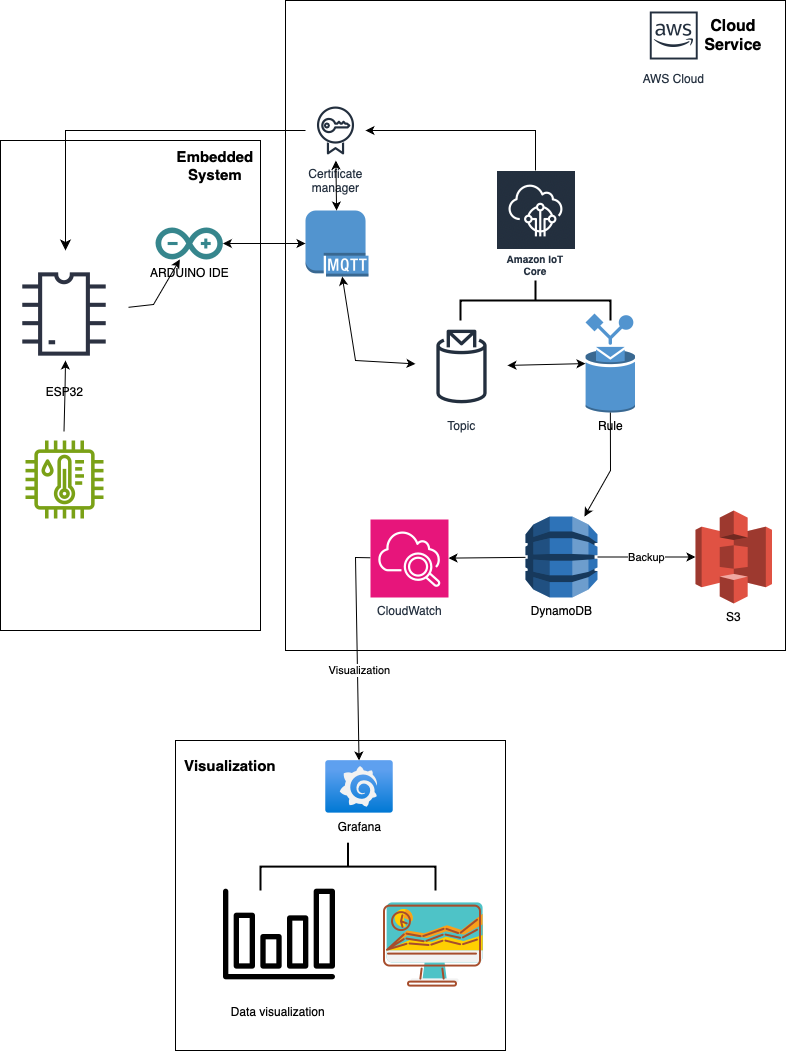 aws
Cloud
Service
AWS Cloud
Embedded
System
Certificate
manager
ARDUINO IDE
MQTT
Amazon IoT
Core
ESP32
Topic
Rule
CloudWatch
DynamoDB
Backup
S3
Visualization
Visualization
Grafana
Data visualization